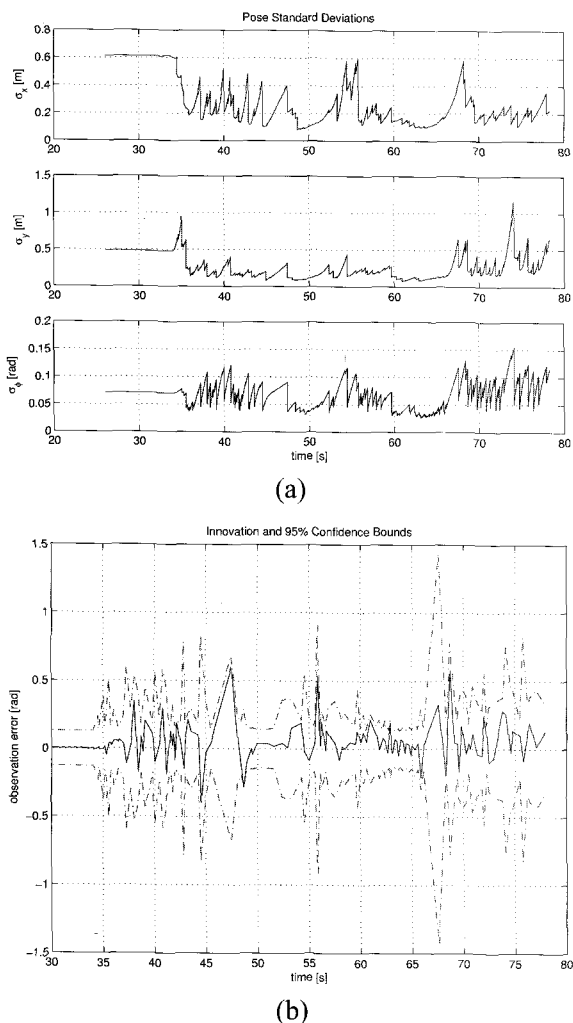 Pose Standard Deviations
0.8
0.6
0.4
0.2
0
σx [m]
20 30 40 50 60 70 80
1.5
1
0.5
0
σy [m]
20 30 40 50 60 70 80
0.2
0.15
0.1
0.05
0
σϕ [rad]
20 30 40 50 60 70 80
time [s]
(a)
Innovation and 95% Confidence Bounds
1.5
1
0.5
0
-0.5
-1
-1.5
observation error [rad]
30 35 40 45 50 55 60 65 70 75 80
time [s]
(b)